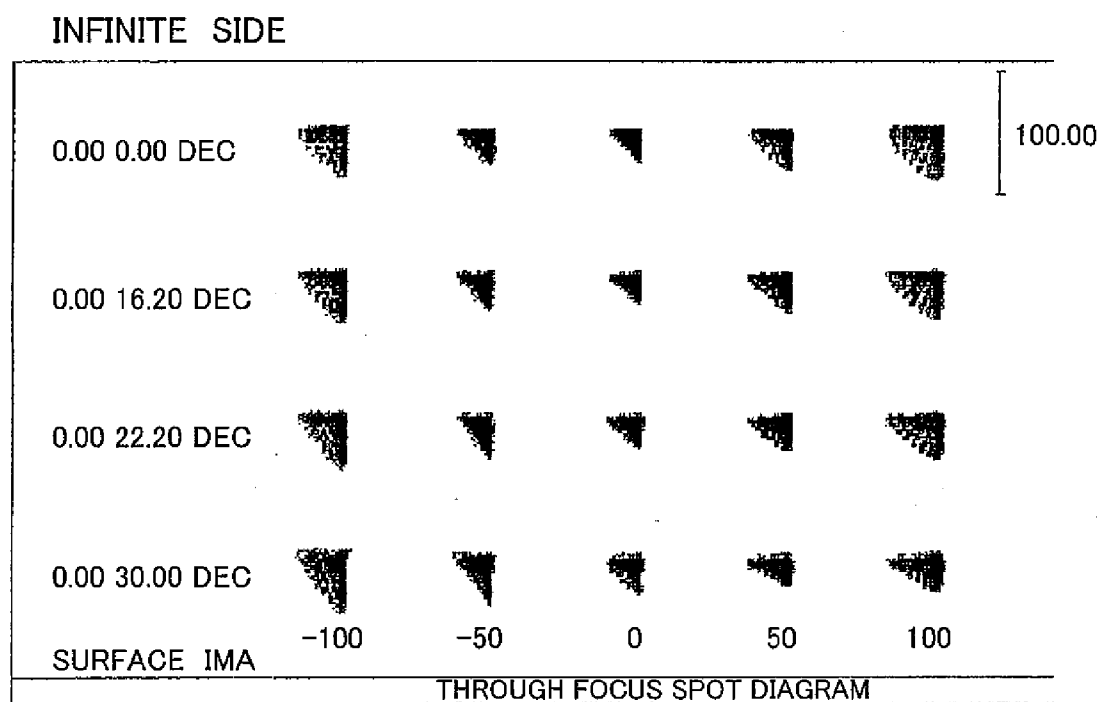 INFINITE SIDE
100.00
0.00 0.00 DEC
0.00 16.20 DEC
0.00 22.20 DEC
0.00 30.00 DEC
-100 -50 0 50 100
SURFACE IMA
THROUGH FOCUS SPOT DIAGRAM